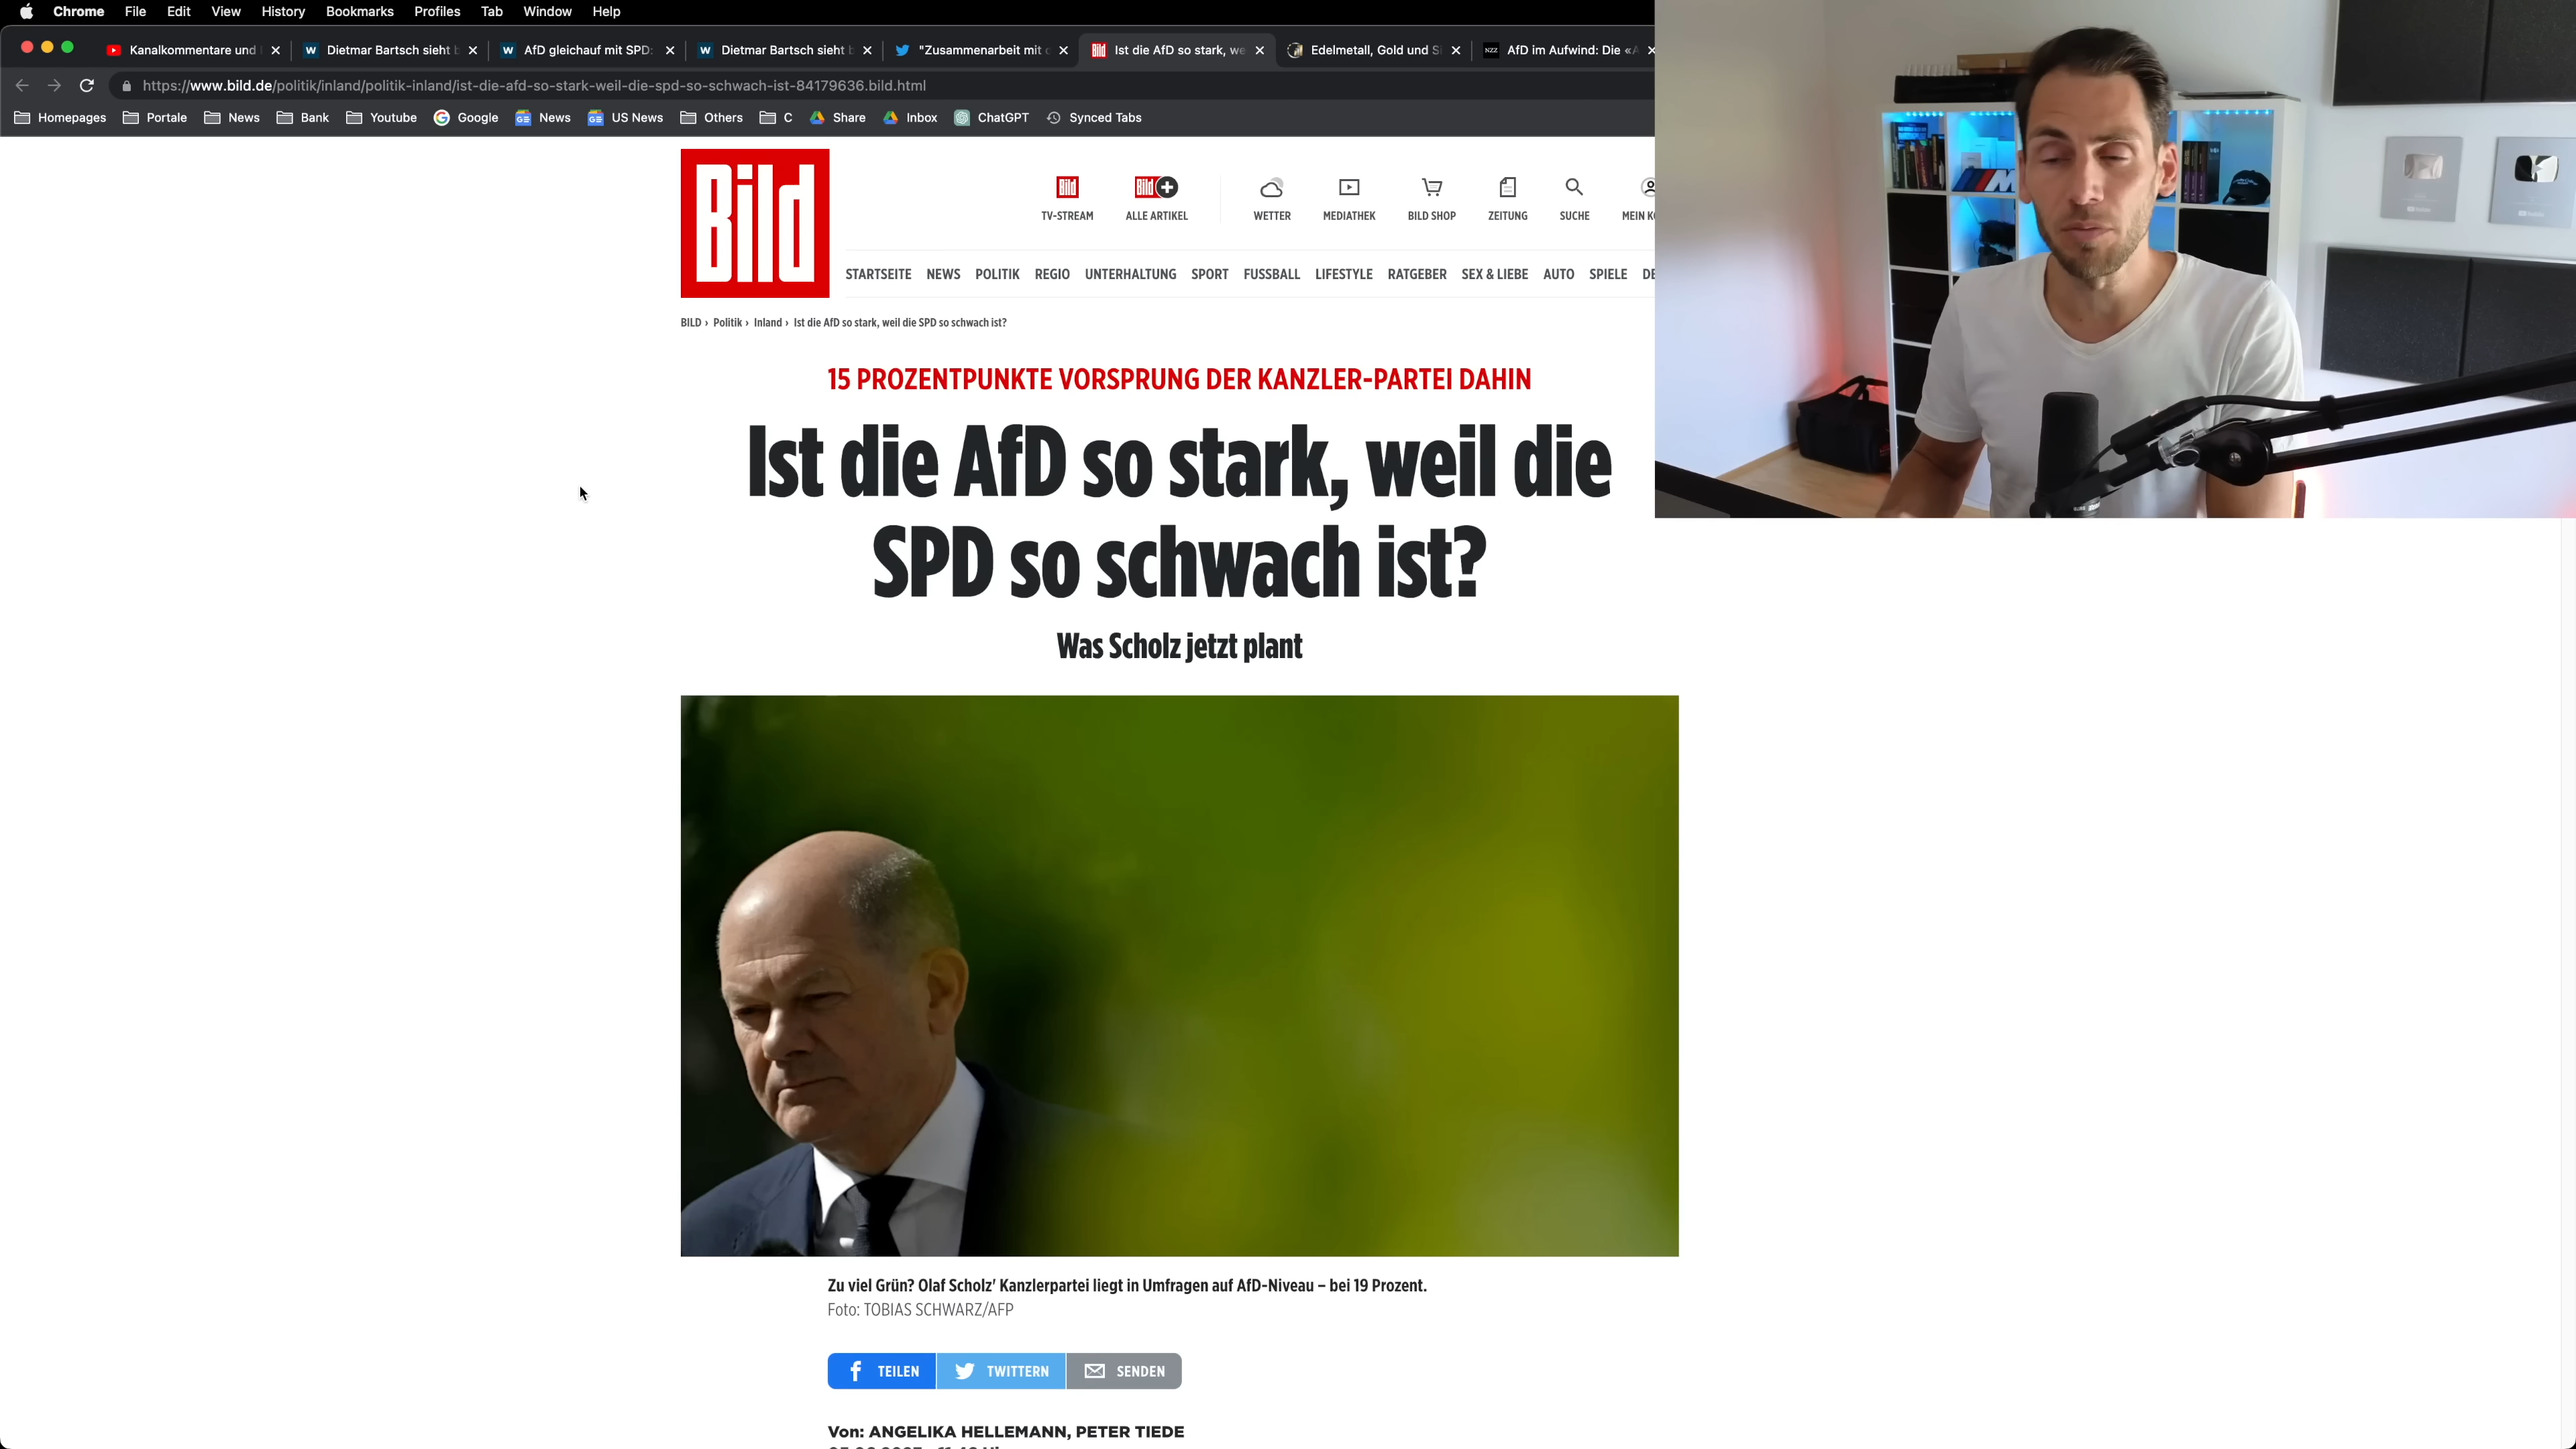 Chrome File Edit View History Bookmarks Profiles Tab Window Help
Kanalkommentare und
Dietmar Bartsch sieht
AfD gleichauf mit SPD:
Dietmar Bartsch sieht
"Zusammenarbeit mit
Ist die AfD so stark, we
Edelmetall, Gold und S
NZZ AfD im Aufwind: Die «A
https://www.bild.de/politik/inland/politik-inland/ist-die-afd-so-stark-weil-die-spd-so-schwach-ist-84179636.bild.html
Homepages Portale News Bank Youtube Google News US News Others C Share Inbox ChatGPT Synced Tabs
Bild
TV-STREAM ALLE ARTIKEL WETTER MEDIATHEK BILD SHOP ZEITUNG SUCHE MEIN K
STARTSEITE NEWS POLITIK REGIO UNTERHALTUNG SPORT FUSSBALL LIFESTYLE RATGEBER SEX & LIEBE AUTO SPIELE DE
BILD › Politik › Inland › Ist die AfD so stark, weil die SPD so schwach ist?
15 PROZENTPUNKTE VORSPRUNG DER KANZLER-PARTEI DAHIN
Ist die AfD so stark, weil die
SPD so schwach ist?
Was Scholz jetzt plant
Zu viel Grün? Olaf Scholz' Kanzlerpartei liegt in Umfragen auf AfD-Niveau – bei 19 Prozent.
Foto: TOBIAS SCHWARZ/AFP
TEILEN TWITTERN SENDEN
Von: ANGELIKA HELLEMANN, PETER TIEDE